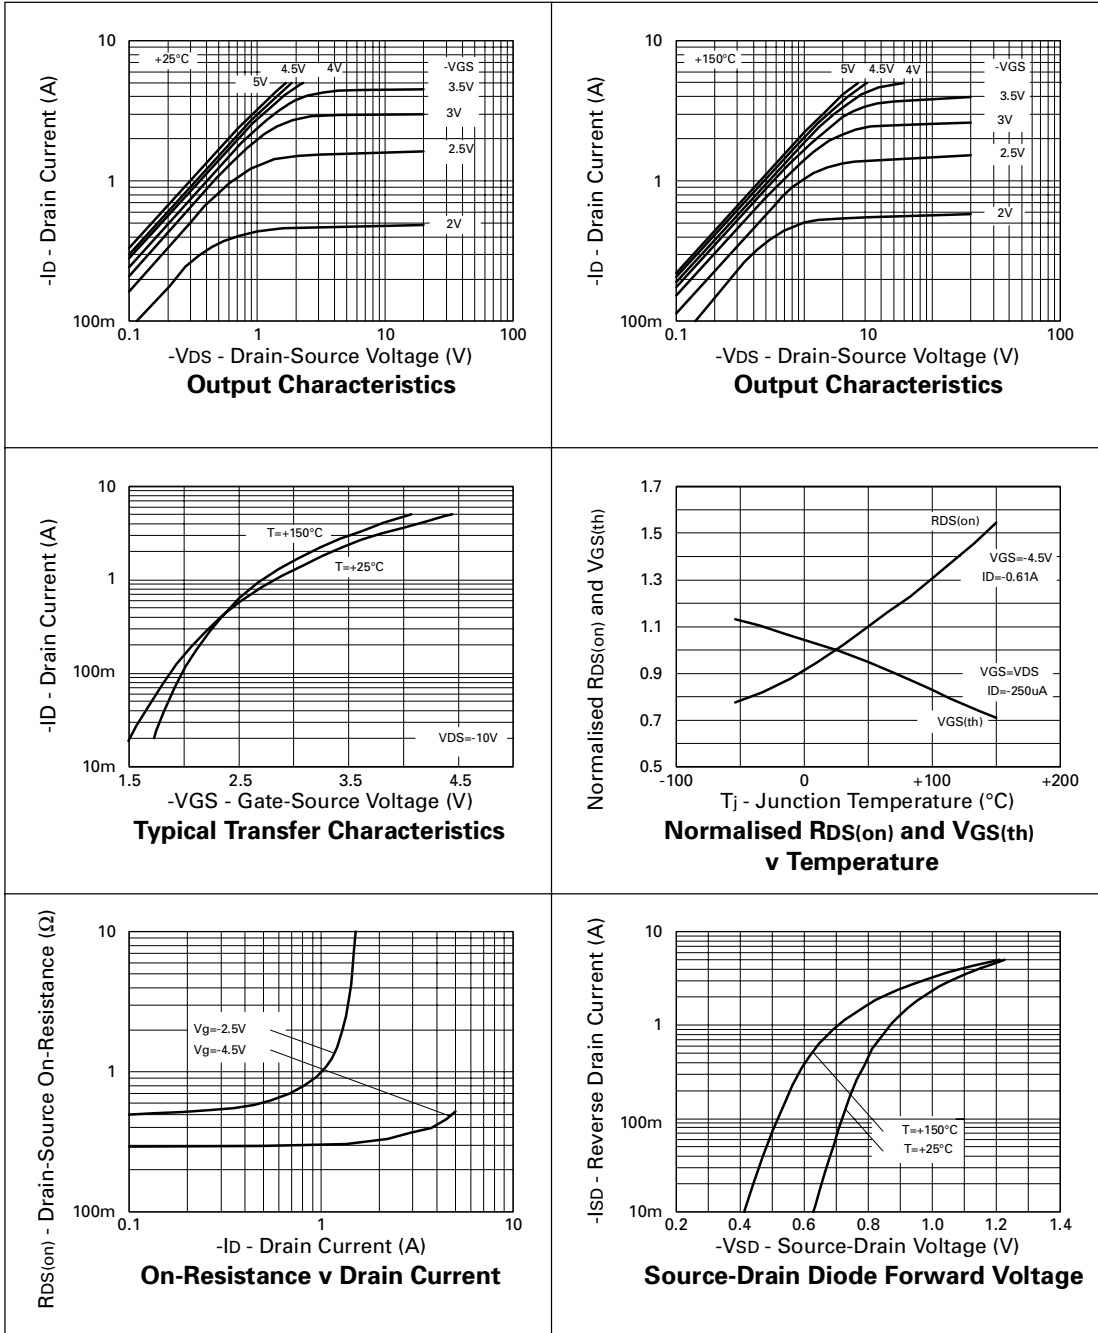 10
+25°C
4.5V
4V
-VGS
5V
3.5V
3V
2.5V
1
2V
100m
0.1
1
10
100
-ID - Drain Current (A)
-VDS - Drain-Source Voltage (V)
Output Characteristics
10
+150°C
5V
4.5V
4V
-VGS
3.5V
3V
2.5V
1
2V
100m
0.1
10
100
-ID - Drain Current (A)
-VDS - Drain-Source Voltage (V)
Output Characteristics
10
T=+150°C
T=+25°C
1
100m
VDS=-10V
10m
1.5
2.5
3.5
4.5
-ID - Drain Current (A)
-VGS - Gate-Source Voltage (V)
Typical Transfer Characteristics
1.7
RDS(on)
1.5
VGS=-4.5V
1.3
ID=-0.61A
1.1
0.9
VGS=VDS
ID=-250uA
0.7
VGS(th)
0.5
-100
0
+100
+200
Normalised RDS(on) and VGS(th)
Tj - Junction Temperature (°C)
Normalised RDS(on) and VGS(th)
v Temperature
10
Vg=-2.5V
Vg=-4.5V
1
100m
0.1
1
10
RDS(on) - Drain-Source On-Resistance (Ω)
-ID - Drain Current (A)
On-Resistance v Drain Current
10
1
100m
T=+150°C
T=+25°C
10m
0.2
0.4
0.6
0.8
1.0
1.2
1.4
-ISD - Reverse Drain Current (A)
-VSD - Source-Drain Voltage (V)
Source-Drain Diode Forward Voltage